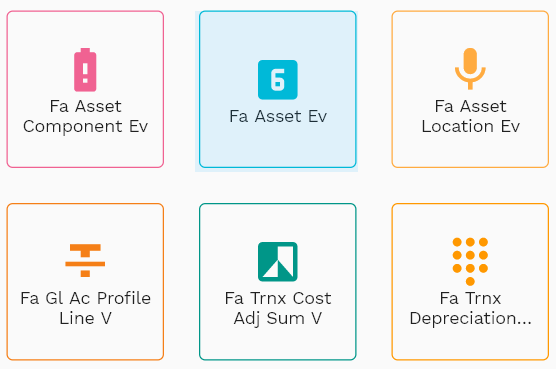 Fa Asset
Component Ev
6
Fa Asset Ev
Fa Asset
Location Ev
Fa Gl Ac Profile
Line V
Fa Trnx Cost
Adj Sum V
Fa Trnx
Depreciation...